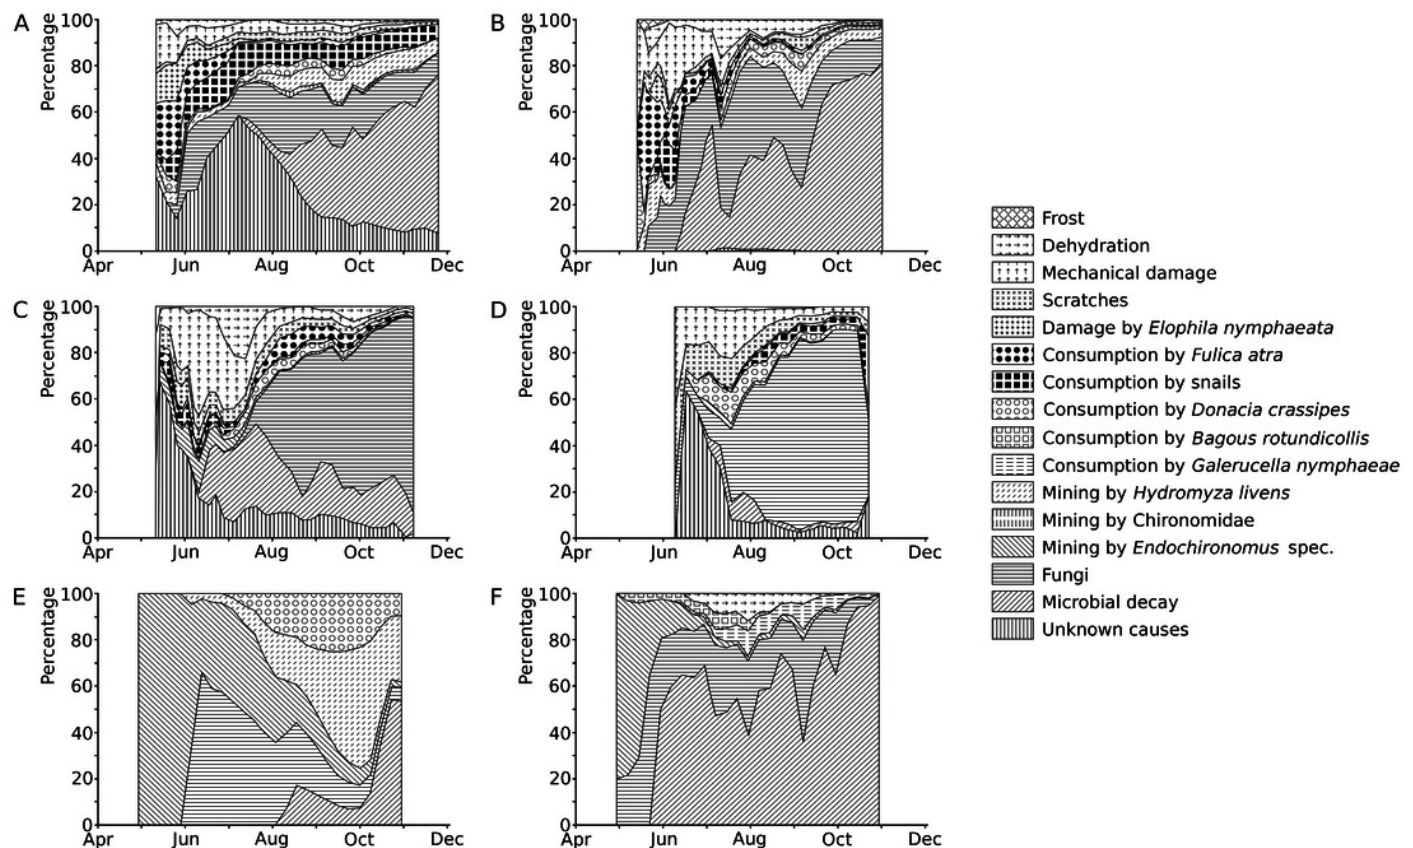 A
Percentage
100
80
60
40
20
0
Apr Jun Aug Oct Dec
B
Percentage
100
80
60
40
20
0
Apr Jun Aug Oct Dec
C
Percentage
100
80
60
40
20
0
Apr Jun Aug Oct Dec
D
Percentage
100
80
60
40
20
0
Apr Jun Aug Oct Dec
E
Percentage
100
80
60
40
20
0
Apr Jun Aug Oct Dec
F
Percentage
100
80
60
40
20
0
Apr Jun Aug Oct Dec
Frost
Dehydration
Mechanical damage
Scratches
Damage by Elophila nymphaeata
Consumption by Fulica atra
Consumption by snails
Consumption by Donacia crassipes
Consumption by Bagous rotundicollis
Consumption by Galerucella nymphaeae
Mining by Hydromyza livens
Mining by Chironomidae
Mining by Endochironomus spec.
Fungi
Microbial decay
Unknown causes